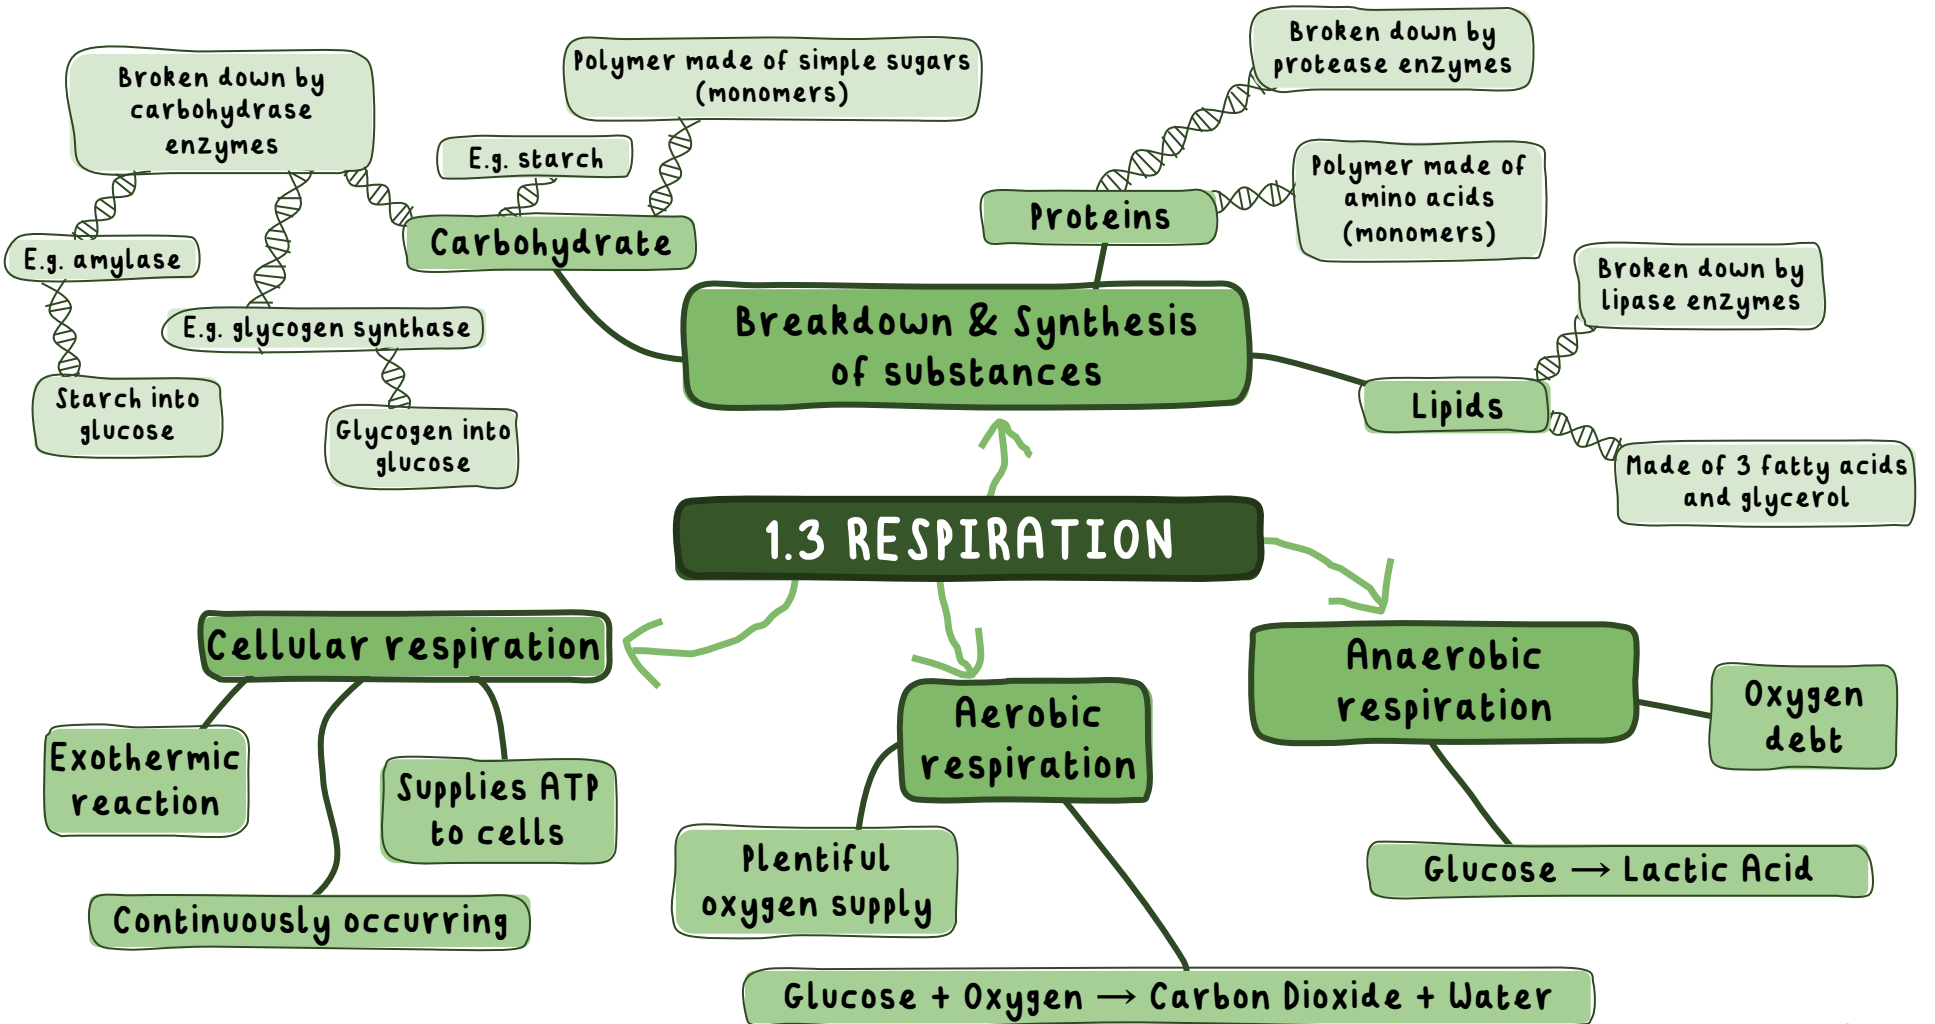 Broken down by
carbohydrase
enzymes
Polymer made of simple sugars
(monomers)
E.g. starch
Carbohydrate
E.g. amylase
E.g. glycogen synthase
Starch into
glucose
Glycogen into
glucose
Broken down by
protease enzymes
Polymer made of
amino acids
(monomers)
Proteins
Broken down by
lipase enzymes
Lipids
Made of 3 fatty acids
and glycerol
Breakdown & Synthesis
of substances
1.3 RESPIRATION
Cellular respiration
Exothermic
reaction
Supplies ATP
to cells
Continuously occurring
Aerobic
respiration
Plentiful
oxygen supply
Glucose + Oxygen → Carbon Dioxide + Water
Anaerobic
respiration
Oxygen
debt
Glucose → Lactic Acid